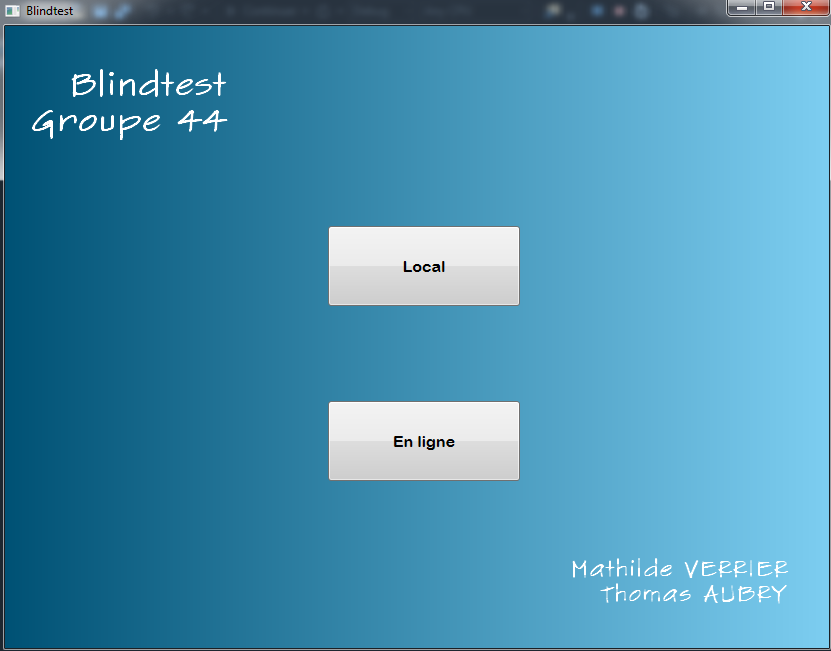 Blindtest
Blindtest
Groupe 44
Local
En ligne
Mathilde VERRIER
Thomas AUBRY